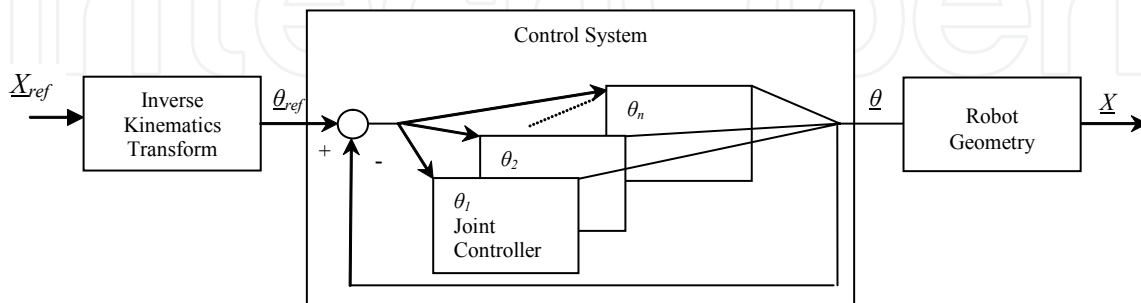 Control System
X_ref
Inverse
Kinematics
Transform
θ_ref
+
-
θ_n
θ_2
θ_1
Joint
Controller
θ
Robot
Geometry
X